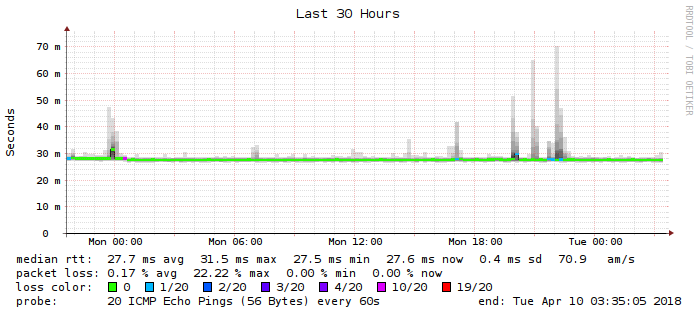 Last 30 Hours
RRDTOOL / TOBI OETIKER
Seconds
70 m
60 m
50 m
40 m
30 m
20 m
10 m
0
Mon 00:00 Mon 06:00 Mon 12:00 Mon 18:00 Tue 00:00
median rtt: 27.7 ms avg 31.5 ms max 27.5 ms min 27.6 ms now 0.4 ms sd 70.9 am/s
packet loss: 0.17 % avg 22.22 % max 0.00 % min 0.00 % now
loss color: 0 1/20 2/20 3/20 4/20 10/20 19/20
probe: 20 ICMP Echo Pings (56 Bytes) every 60s end: Tue Apr 10 03:35:05 2018